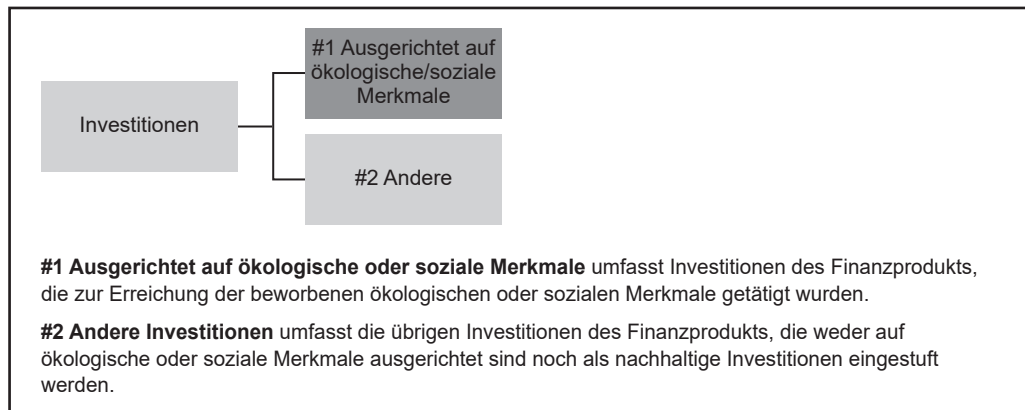 #1 Ausgerichtet auf
ökologische/soziale
Merkmale
Investitionen
#2 Andere
#1 Ausgerichtet auf ökologische oder soziale Merkmale umfasst Investitionen des Finanzprodukts,
die zur Erreichung der beworbenen ökologischen oder sozialen Merkmale getätigt wurden.
#2 Andere Investitionen umfasst die übrigen Investitionen des Finanzprodukts, die weder auf
ökologische oder soziale Merkmale ausgerichtet sind noch als nachhaltige Investitionen eingestuft
werden.